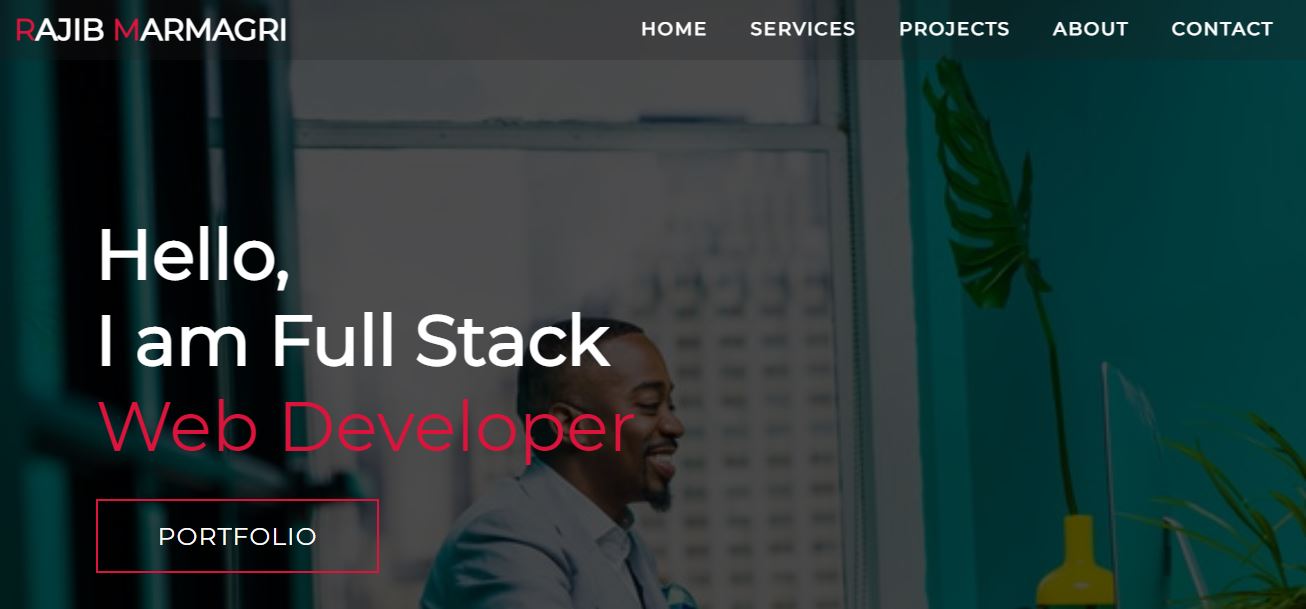 RAJIB MARMAGRI
HOME SERVICES PROJECTS ABOUT CONTACT
Hello,
I am Full Stack
Web Developer
PORTFOLIO